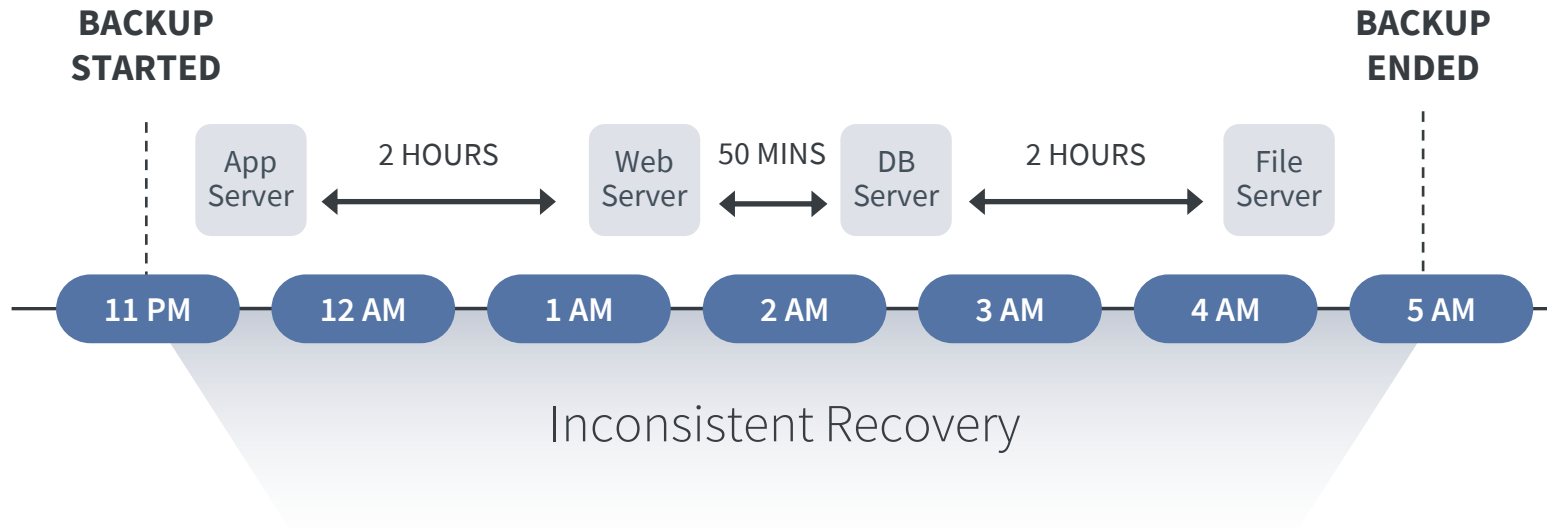 BACKUP
STARTED
BACKUP
ENDED
App
Server
2 HOURS
Web
Server
50 MINS
DB
Server
2 HOURS
File
Server
11 PM
12 AM
1 AM
2 AM
3 AM
4 AM
5 AM
Inconsistent Recovery